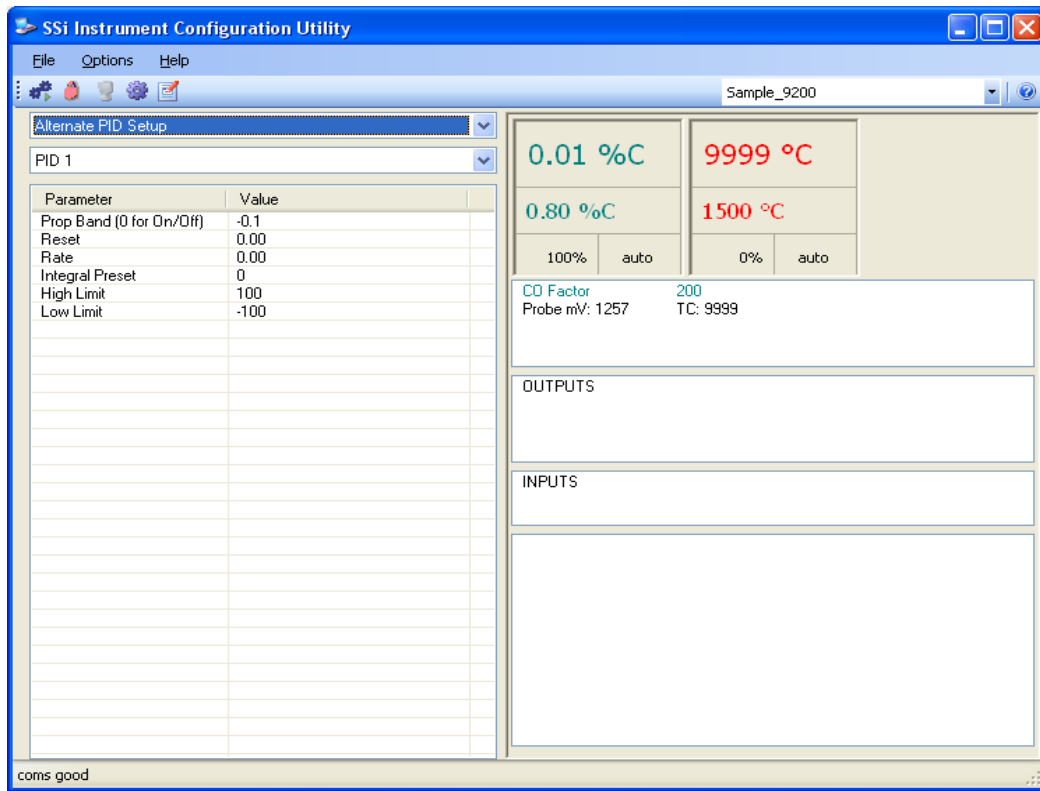 SSi Instrument Configuration Utility
File Options Help
Sample_9200
Alternate PID Setup
PID 1
Parameter Value
Prop Band (0 for On/Off) -0.1
Reset 0.00
Rate 0.00
Integral Preset 0
High Limit 100
Low Limit -100
0.01 %C
0.80 %C
100% auto
9999 °C
1500 °C
0% auto
CO Factor 200
Probe mV: 1257 TC: 9999
OUTPUTS
INPUTS
coms good